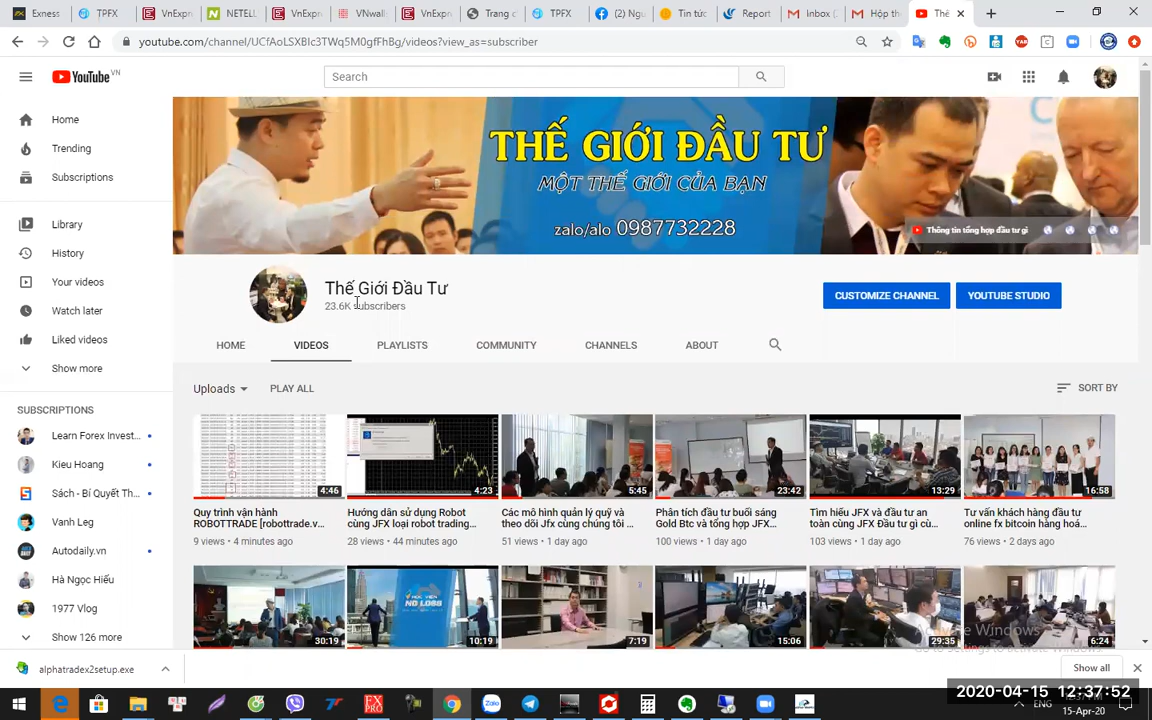 Exness
TPFX
VnExpr
NETELL
VnExpr
VNwall
VnExpr
Trang c
TPFX
(2) Ngu
Tin tức
Report
Inbox (
Hộp th
Thế
youtube.com/channel/UCfAoLSXBIc3TWq5M0gfFhBg/videos?view_as=subscriber
YouTube VN
Search
Home
Trending
Subscriptions
Library
History
Your videos
Watch later
Liked videos
Show more
SUBSCRIPTIONS
Learn Forex Invest...
Kieu Hoang
Sách - Bí Quyết Th...
Vanh Leg
Autodaily.vn
Hà Ngọc Hiếu
1977 Vlog
Show 126 more
THẾ GIỚI ĐẦU TƯ
MỘT THẾ GIỚI CỦA BẠN
zalo/alo 0987732228
Thông tin tổng hợp đầu tư gì
Thế Giới Đầu Tư
23.6K subscribers
CUSTOMIZE CHANNEL
YOUTUBE STUDIO
HOME
VIDEOS
PLAYLISTS
COMMUNITY
CHANNELS
ABOUT
Uploads
PLAY ALL
SORT BY
4:46
4:23
5:45
23:42
13:29
16:58
Quy trình vận hành
ROBOTTRADE [robottrade.v...
9 views • 4 minutes ago
Hướng dẫn sử dụng Robot
cùng JFX loại robot trading...
28 views • 44 minutes ago
Các mô hình quản lý quỹ và
theo dõi Jfx cùng chúng tôi ...
51 views • 1 day ago
Phân tích đầu tư buổi sáng
Gold Btc và tổng hợp JFX...
100 views • 1 day ago
Tìm hiểu JFX và đầu tư an
toàn cùng JFX Đầu tư gì cù...
103 views • 1 day ago
Tư vấn khách hàng đầu tư
online fx bitcoin hàng hoá...
76 views • 2 days ago
HỌC VIỆN
30:19
10:19
7:19
15:06
29:35
6:24
alphatradex2setup.exe
Show all
2020-04-15 12:37:52
ENG
15-Apr-20